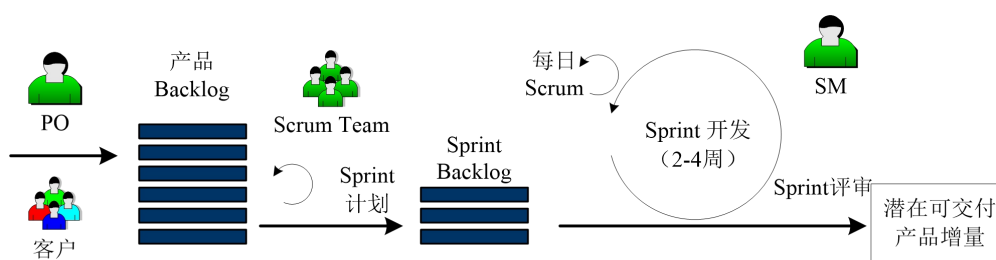 PO
客户
产品
Backlog
Scrum Team
Sprint
计划
Sprint
Backlog
每日
Scrum
Sprint 开发
（2-4周）
SM
Sprint评审
潜在可交付
产品增量